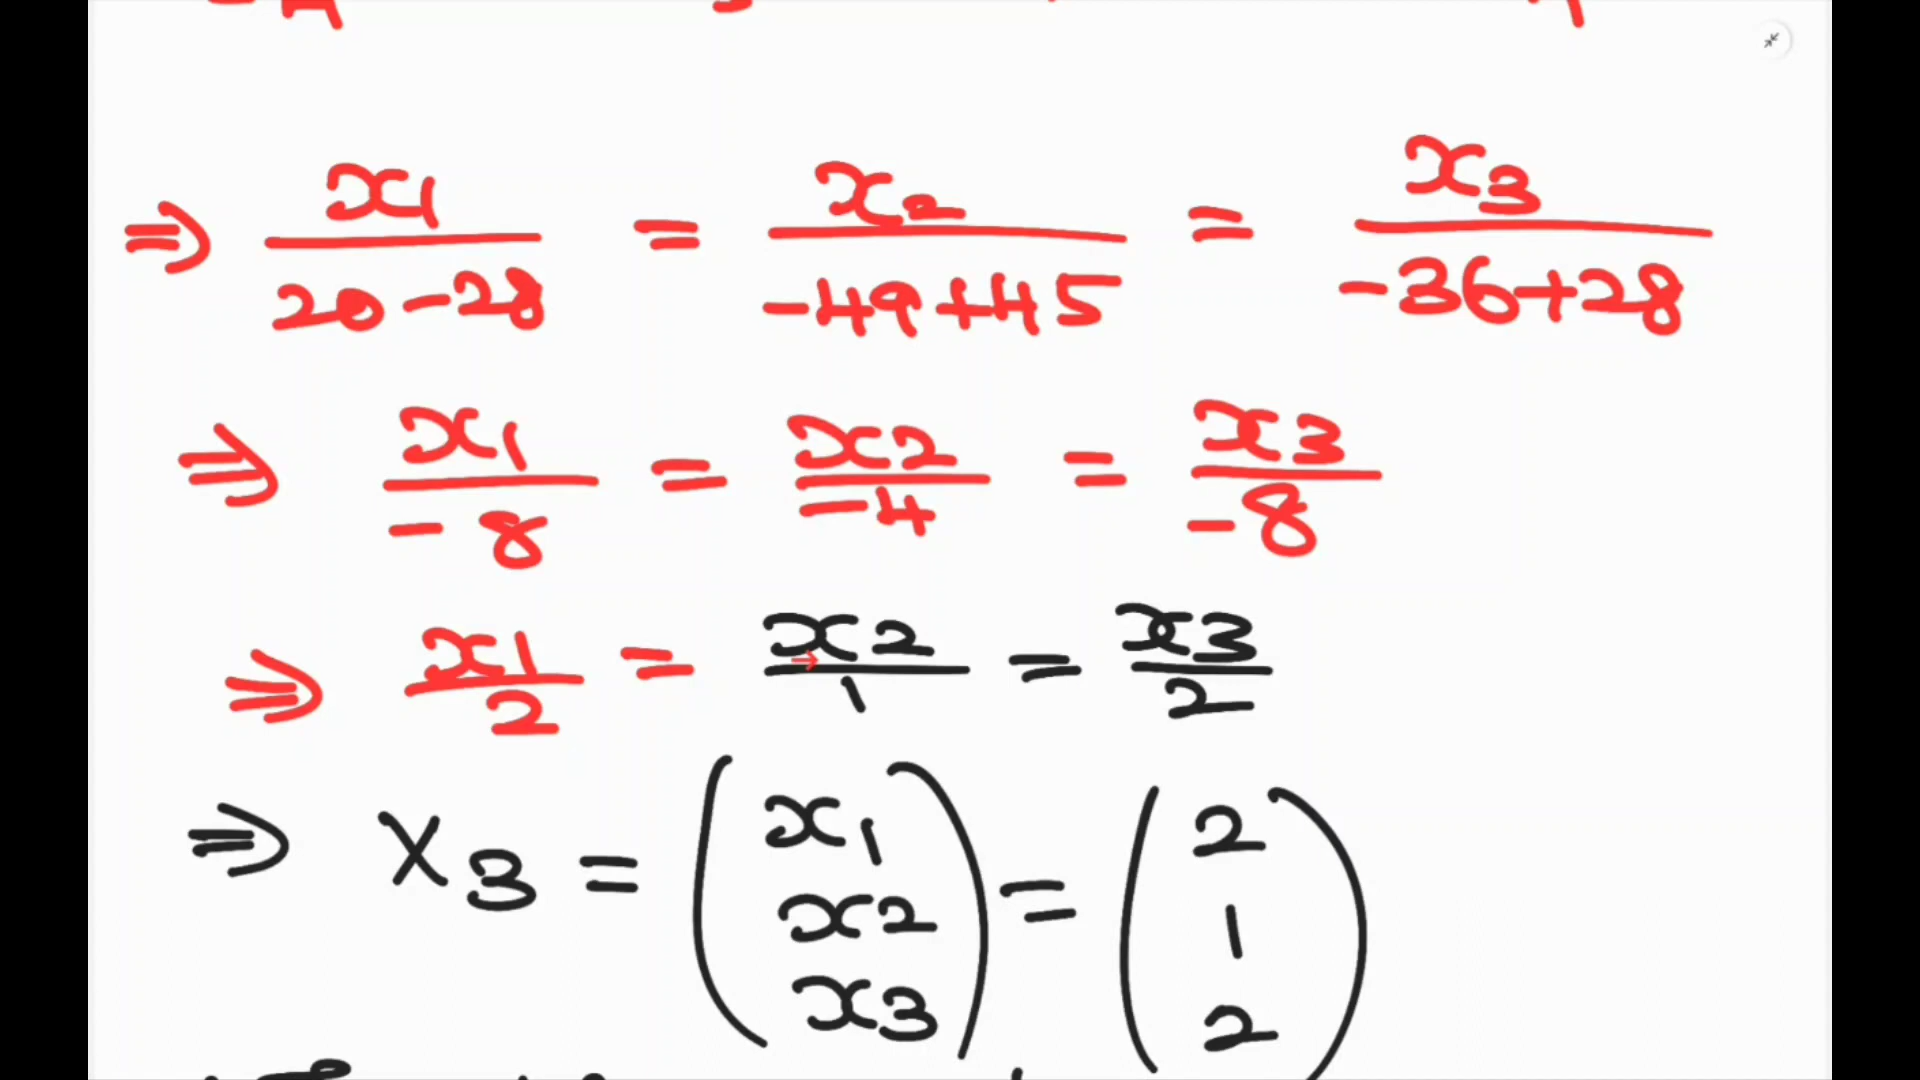 ⇒ x1/(20-28) = x2/(-49+45) = x3/(-36+28)
⇒ x1/-8 = x2/-4 = x3/-8
⇒ x1/2 = x2/1 = x3/2
⇒ X3 = (x1 x2 x3) = (2 1 2)